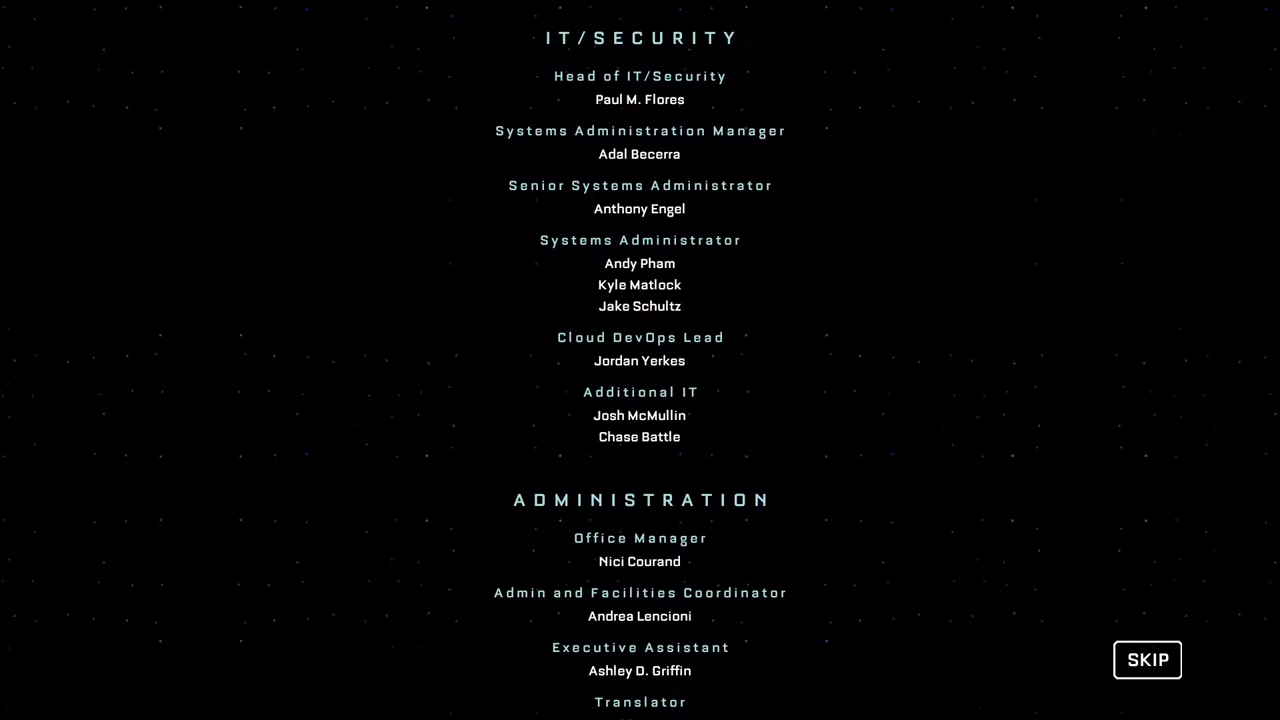 IT/SECURITY
Head of IT/Security
Paul M. Flores
Systems Administration Manager
Adal Becerra
Senior Systems Administrator
Anthony Engel
Systems Administrator
Andy Pham
Kyle Matlock
Jake Schultz
Cloud DevOps Lead
Jordan Yerkes
Additional IT
Josh McMullin
Chase Battle
ADMINISTRATION
Office Manager
Nici Courand
Admin and Facilities Coordinator
Andrea Lencioni
Executive Assistant
Ashley D. Griffin
SKIP
Translator